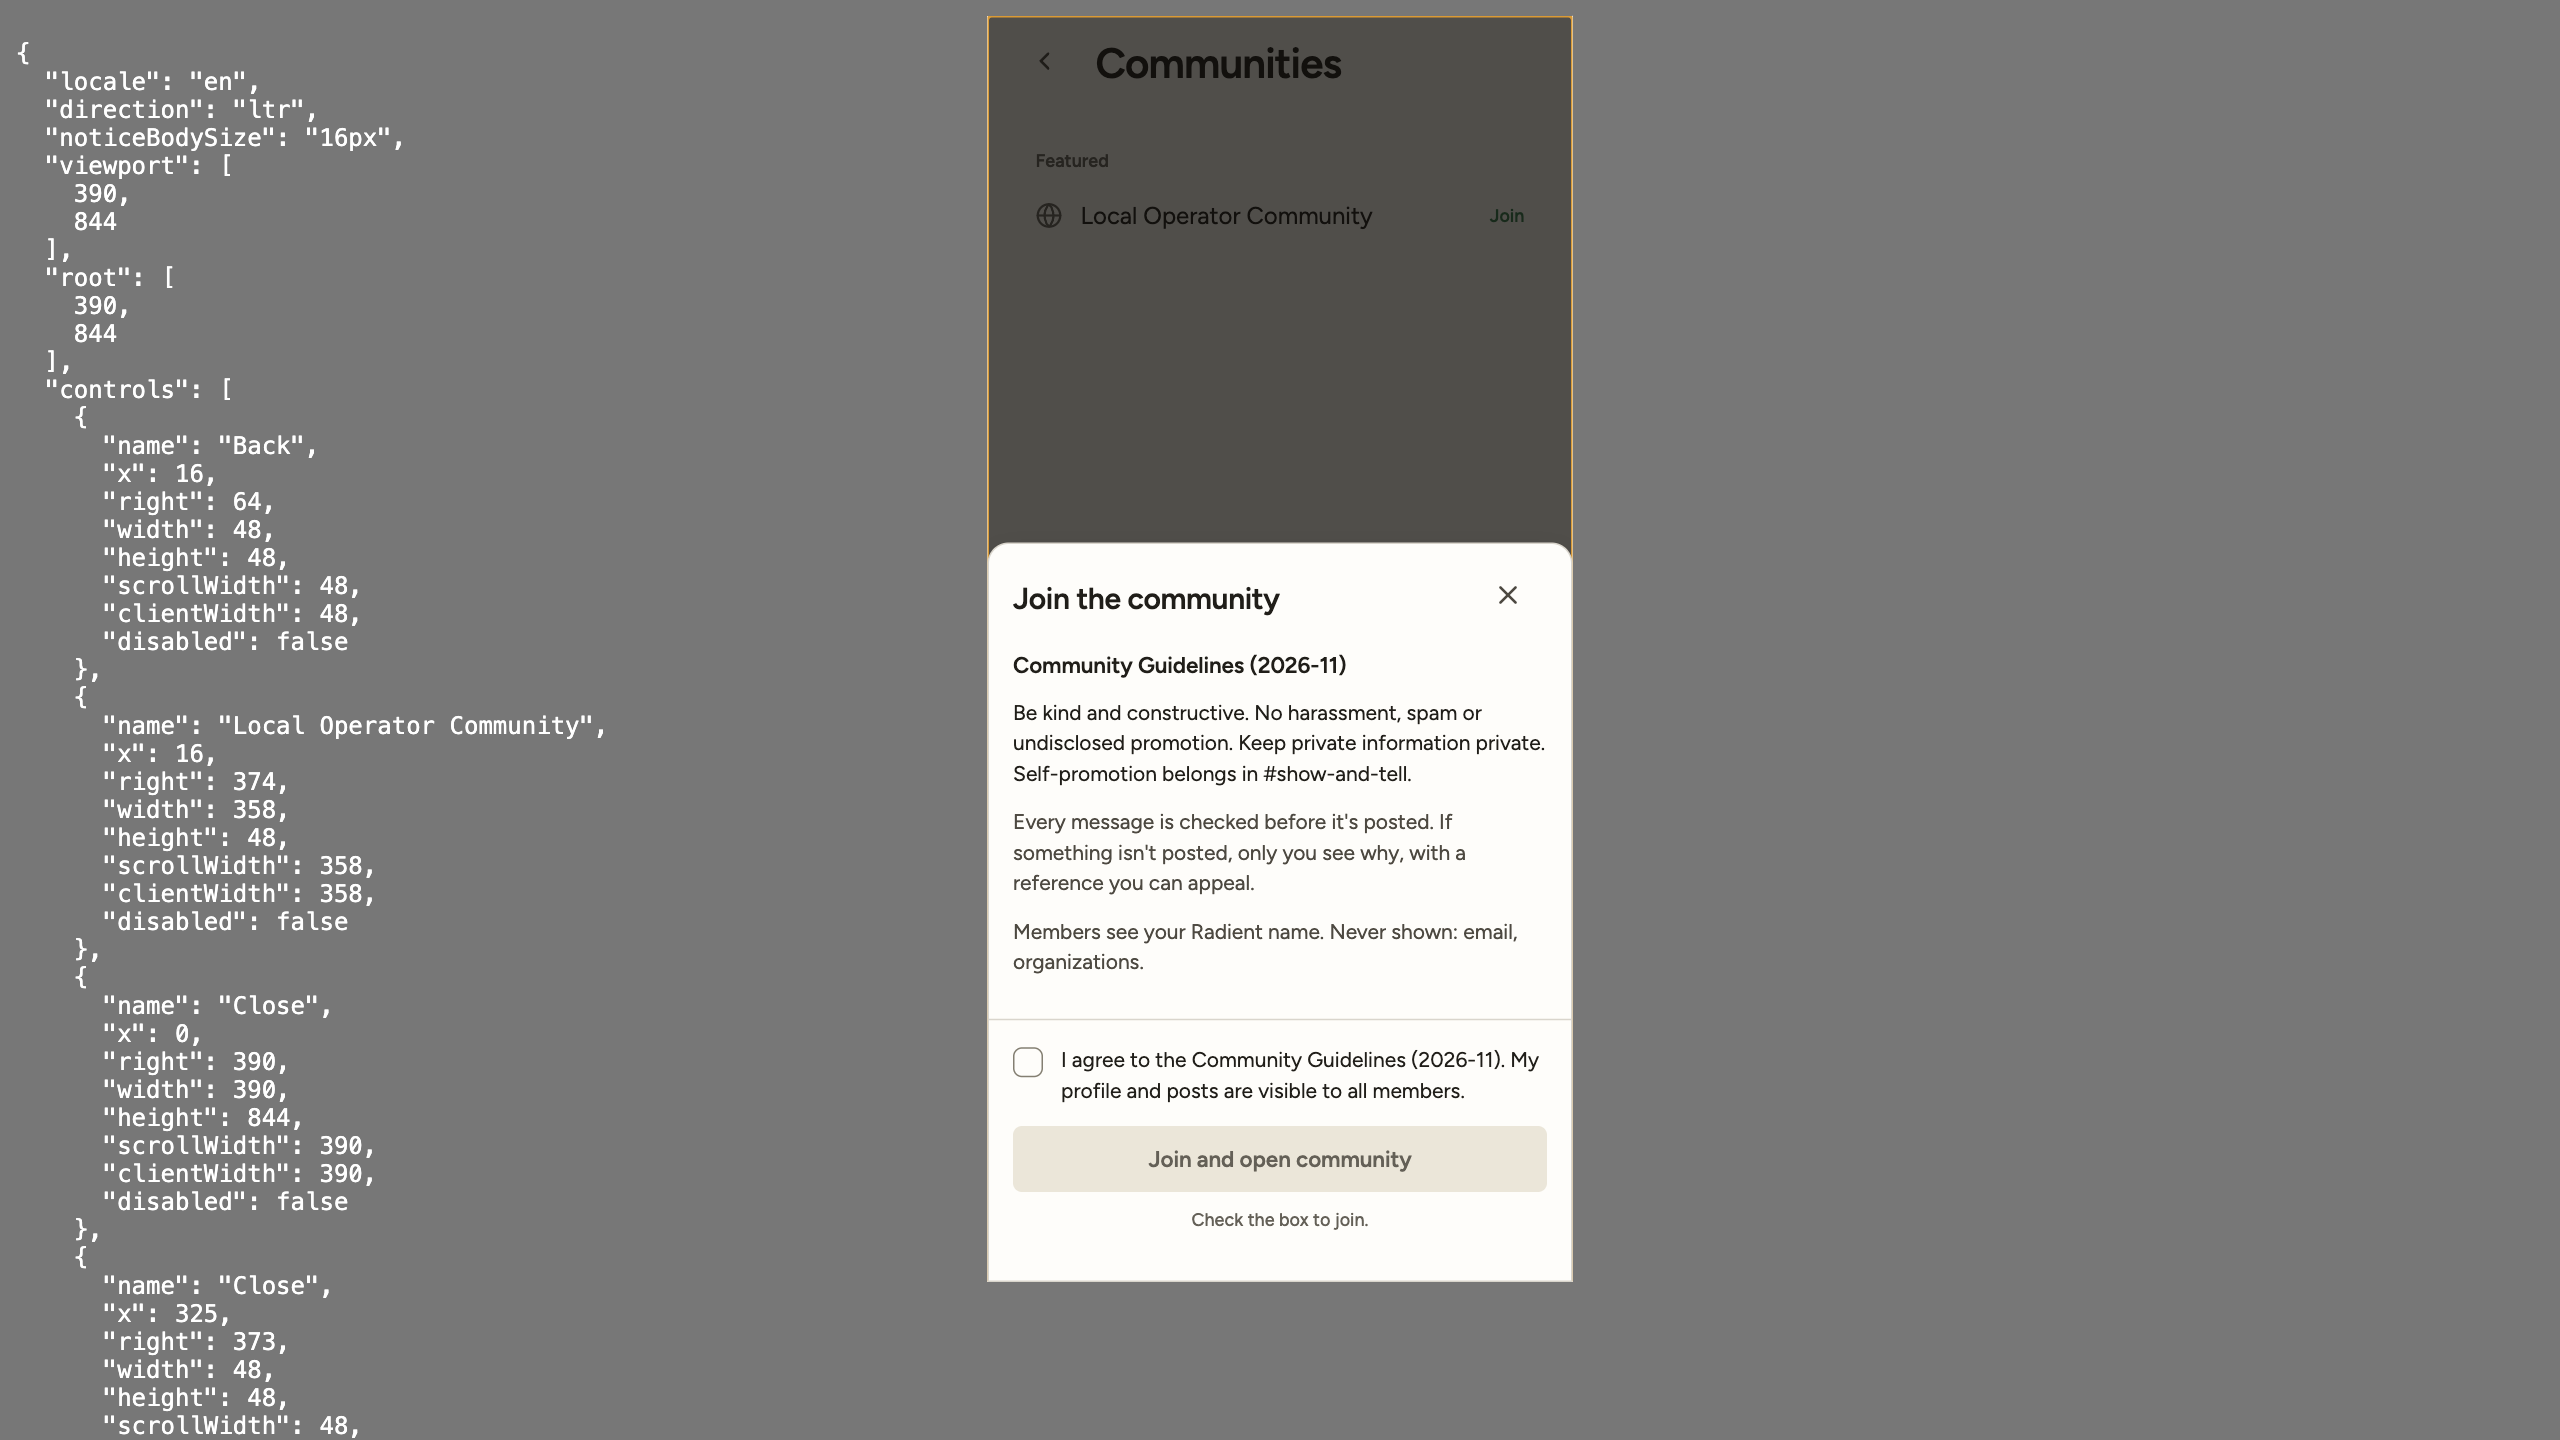 {
"locale": "en",
"direction": "ltr",
"noticeBodySize": "16px",
"viewport": [
390,
844
],
"root": [
390,
844
],
"controls": [
{
"name": "Back",
"x": 16,
"right": 64,
"width": 48,
"height": 48,
"scrollWidth": 48,
"clientWidth": 48,
"disabled": false
},
{
"name": "Local Operator Community",
"x": 16,
"right": 374,
"width": 358,
"height": 48,
"scrollWidth": 358,
"clientWidth": 358,
"disabled": false
},
{
"name": "Close",
"x": 0,
"right": 390,
"width": 390,
"height": 844,
"scrollWidth": 390,
"clientWidth": 390,
"disabled": false
},
{
"name": "Close",
"x": 325,
"right": 373,
"width": 48,
"height": 48,
"scrollWidth": 48,
Communities
Featured
Local Operator Community
Join
Join the community
Community Guidelines (2026-11)
Be kind and constructive. No harassment, spam or
undisclosed promotion. Keep private information private.
Self-promotion belongs in #show-and-tell.
Every message is checked before it's posted. If
something isn't posted, only you see why, with a
reference you can appeal.
Members see your Radient name. Never shown: email,
organizations.
I agree to the Community Guidelines (2026-11). My
profile and posts are visible to all members.
Join and open community
Check the box to join.